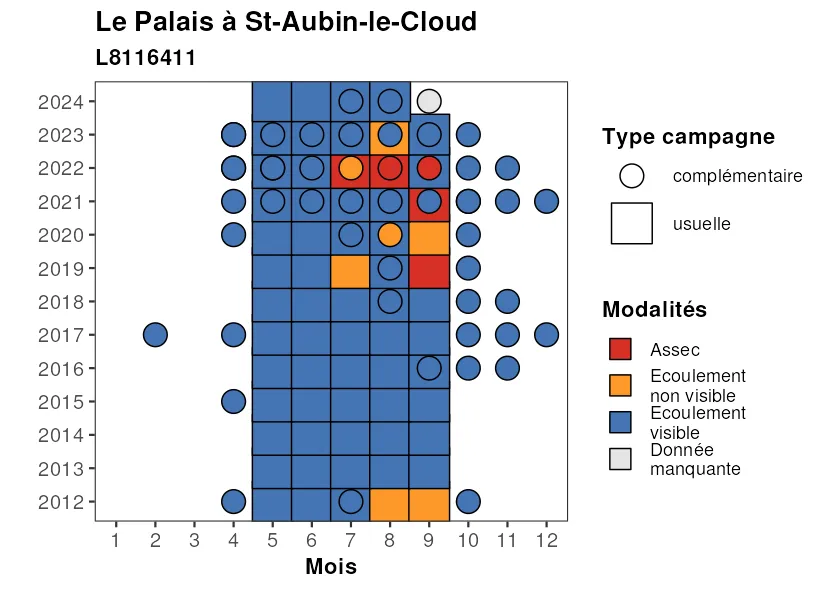 Le Palais à St-Aubin-le-Cloud
L8116411
2024
2023
2022
2021
2020
2019
2018
2017
2016
2015
2014
2013
2012
1 2 3 4 5 6 7 8 9 10 11 12
Mois
Type campagne
complémentaire
usuelle
Modalités
Assec
Ecoulement
non visible
Ecoulement
visible
Donnée
manquante